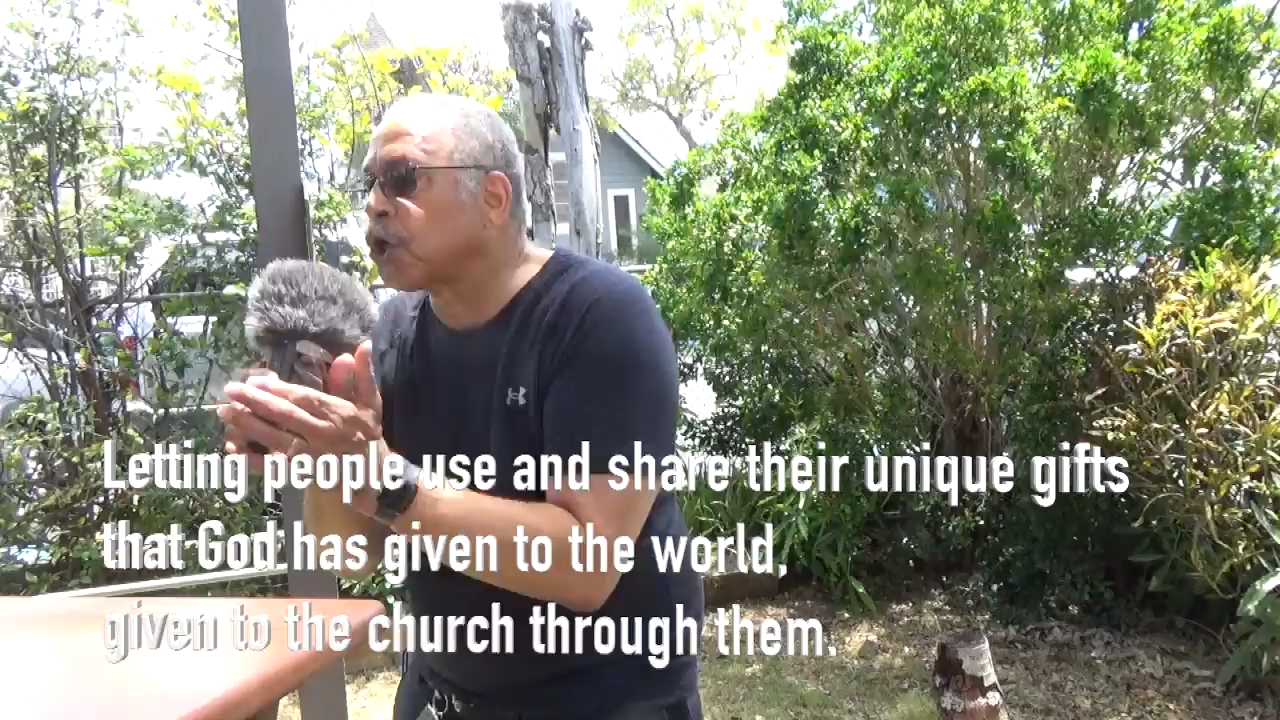 Letting people use and share their unique gifts
that God has given to the world,
given to the church through them.